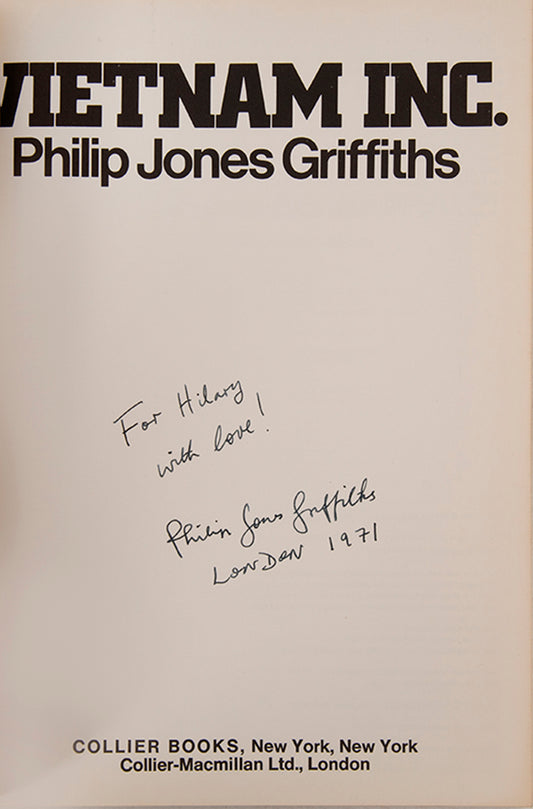 VIETNAM INC.
Philip Jones Griffiths
For Hilary
with love!
Philip Jones Griffiths
LONDON 1971
COLLIER BOOKS, New York, New York
Collier-Macmillan Ltd., London